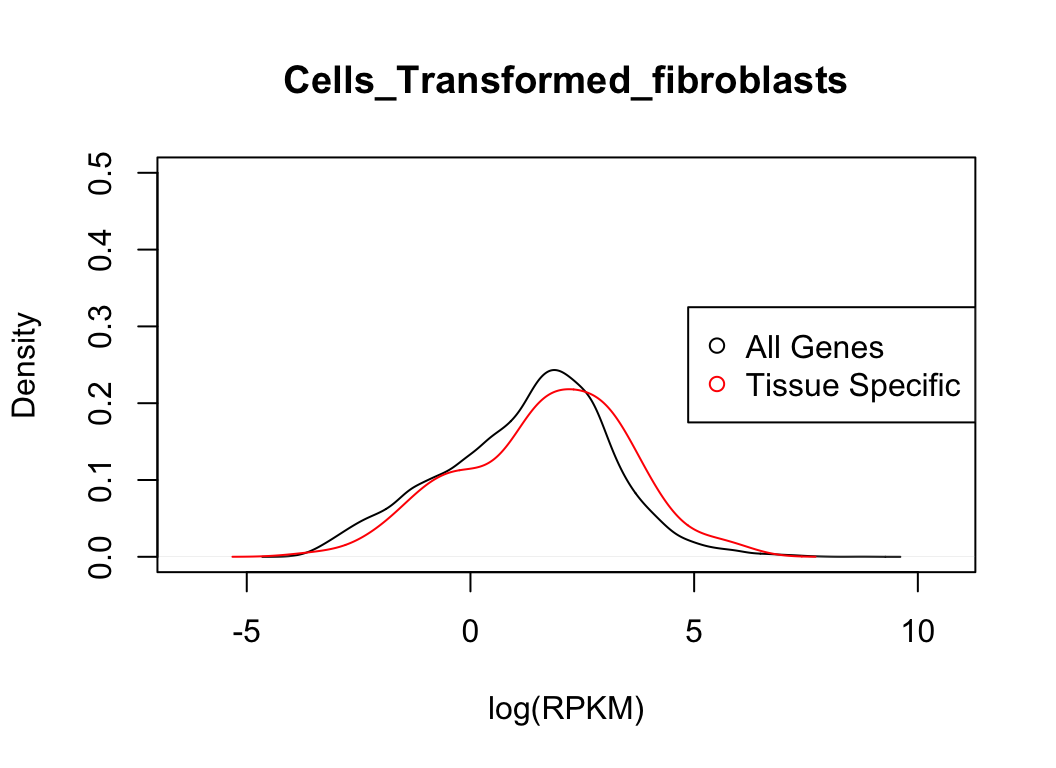 Cells_Transformed_fibroblasts
Density
0.5
0.4
0.3
0.2
0.1
0.0
All Genes
Tissue Specific
-5
0
5
10
log(RPKM)